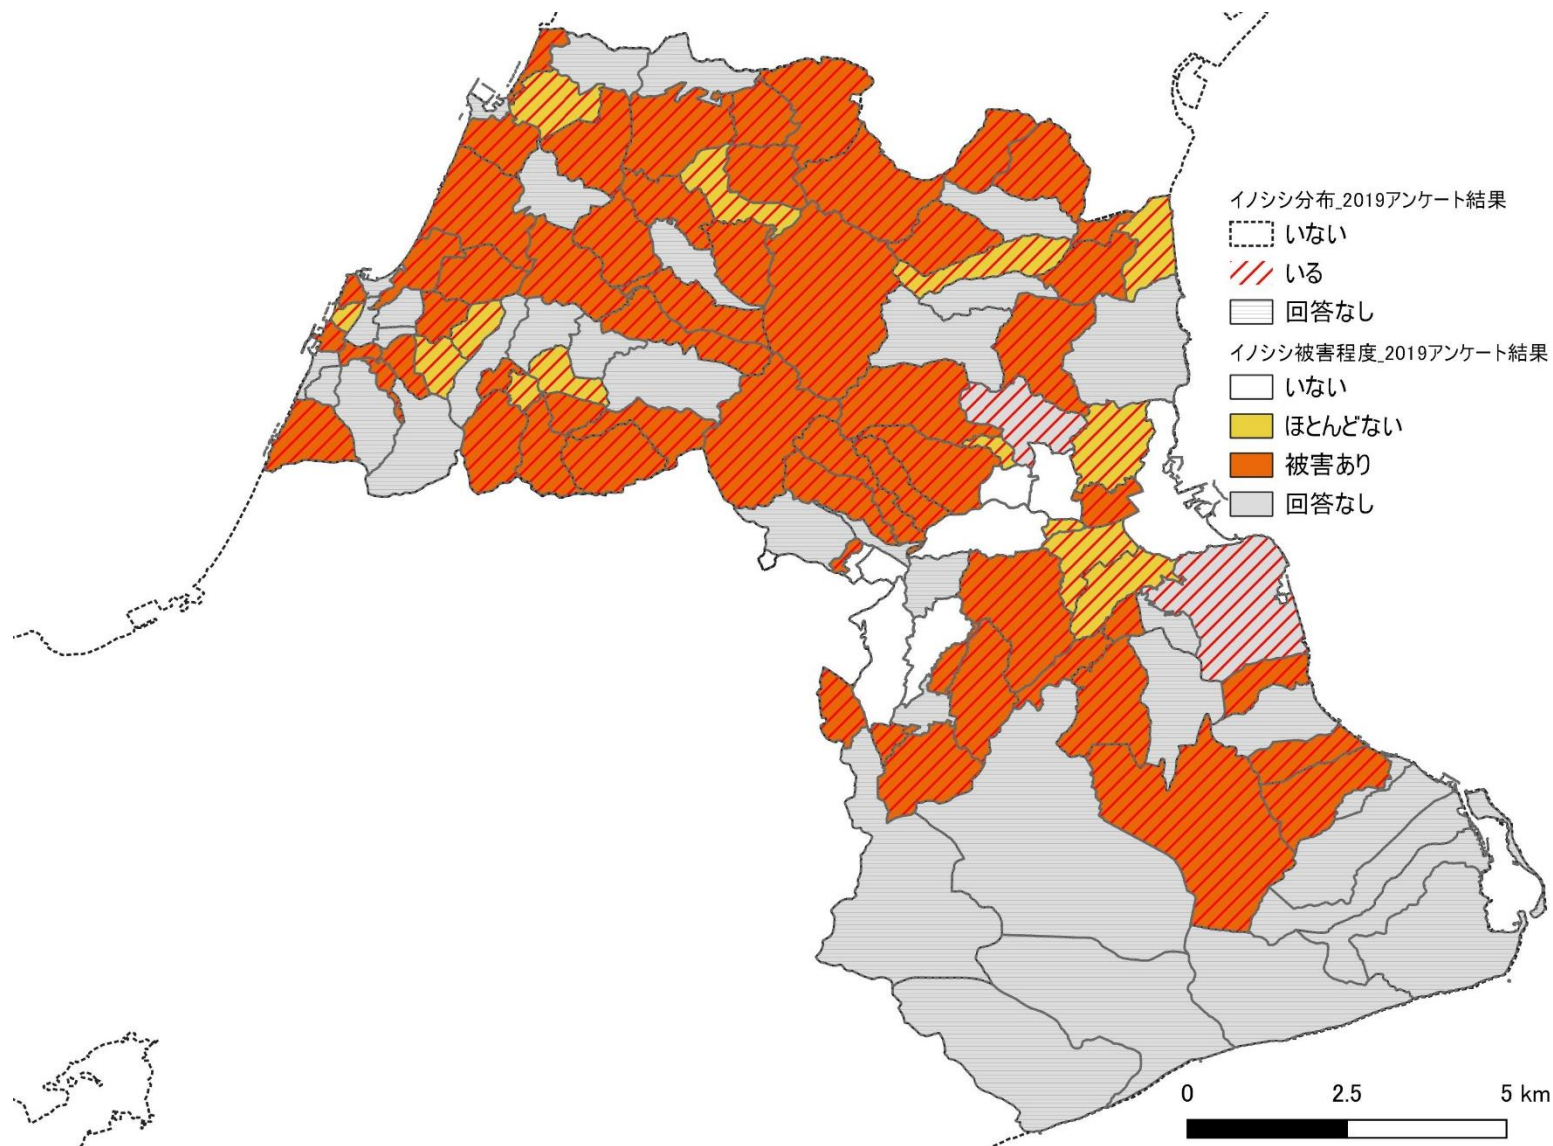 イノシシ分布_2019アンケート結果
いない
いる
回答なし
イノシシ被害程度_2019アンケート結果
いない
ほとんどない
被害あり
回答なし
0 2.5 5 km